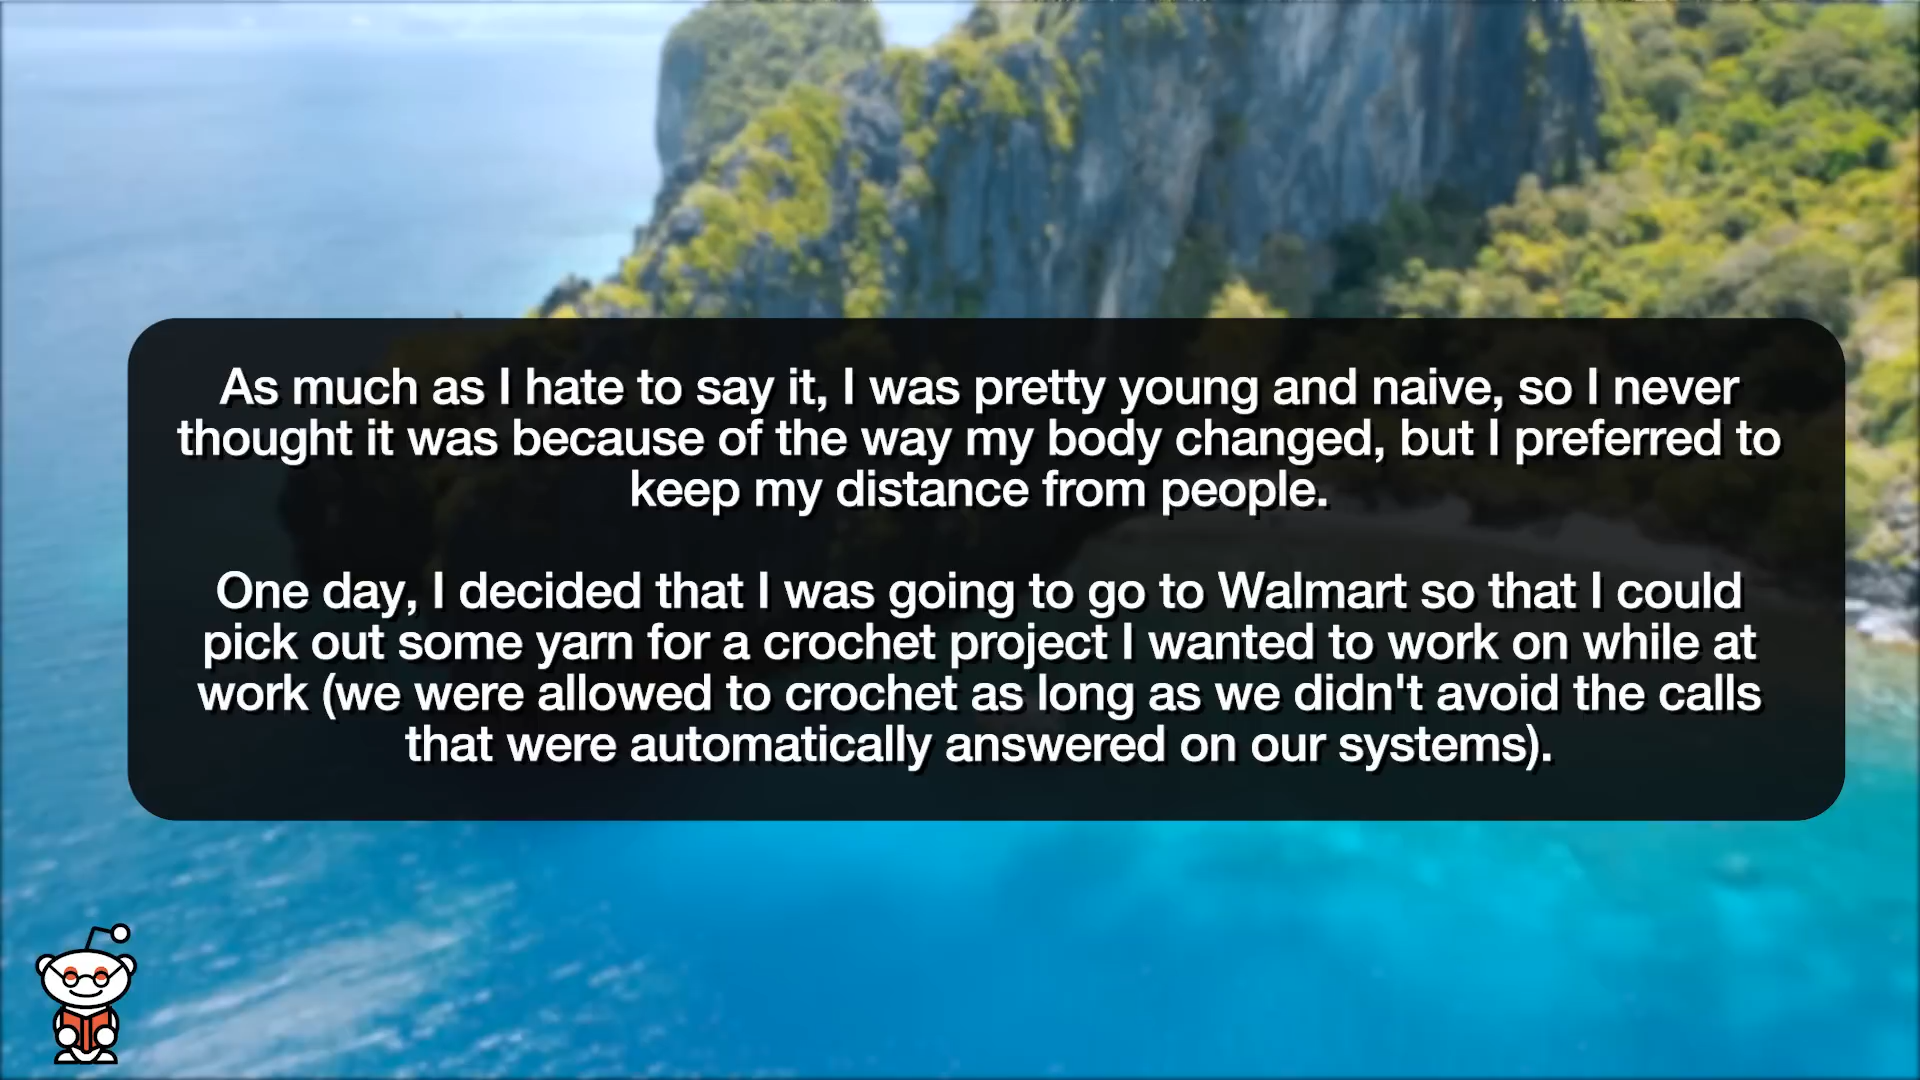 As much as I hate to say it, I was pretty young and naive, so I never
thought it was because of the way my body changed, but I preferred to
keep my distance from people.
One day, I decided that I was going to go to Walmart so that I could
pick out some yarn for a crochet project I wanted to work on while at
work (we were allowed to crochet as long as we didn't avoid the calls
that were automatically answered on our systems).